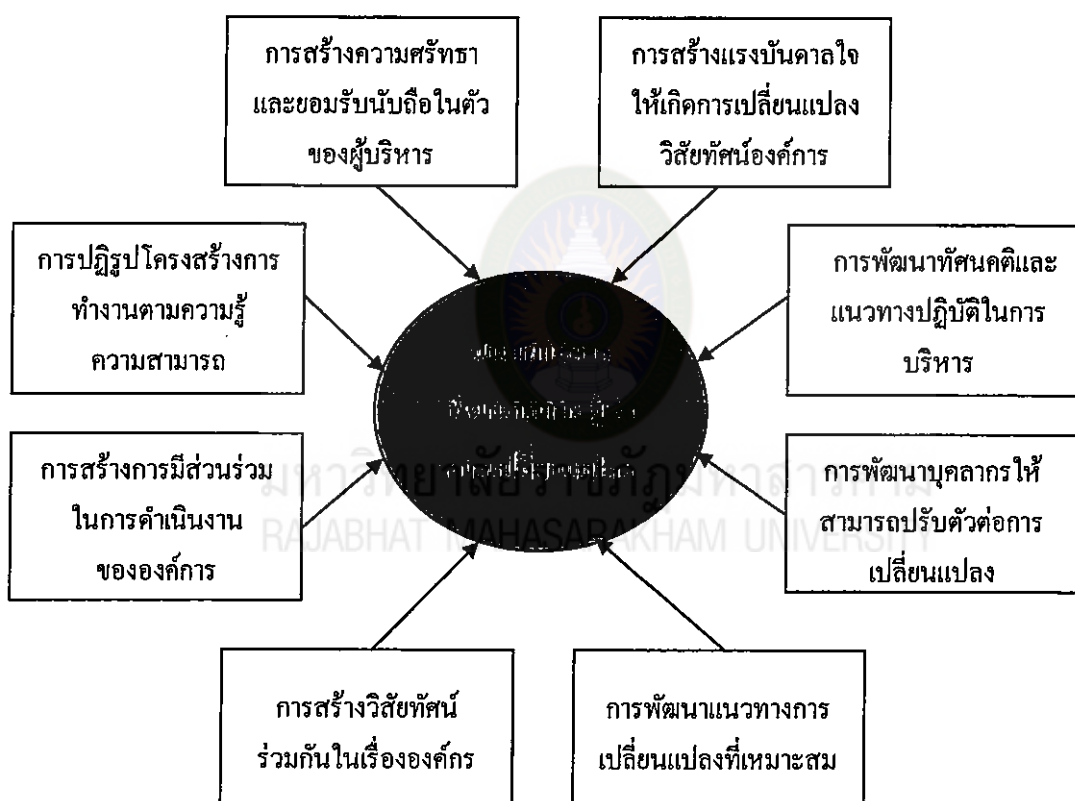 การสร้างความศรัทธา
และยอมรับนับถือในตัว
ของผู้บริหาร
การสร้างแรงบันดาลใจ
ให้เกิดการเปลี่ยนแปลง
วิสัยทัศน์องค์การ
การปฏิรูปโครงสร้างการ
ทำงานตามความรู้
ความสามารถ
การพัฒนาทัศนคติและ
แนวทางปฏิบัติในการ
บริหาร
การสร้างการมีส่วนร่วม
ในการดำเนินงาน
ขององค์การ
การพัฒนาบุคลากรให้
สามารถปรับตัวต่อการ
เปลี่ยนแปลง
มหาวิทยาลัยราชภัฏมหาสารคาม
RAJABHAT MAHASARAKHAM UNIVERSITY
การสร้างวิสัยทัศน์
ร่วมกันในเรื่ององค์กร
การพัฒนาแนวทางการ
เปลี่ยนแปลงที่เหมาะสม